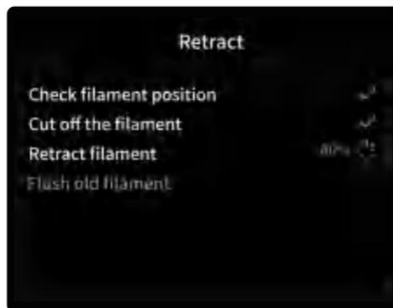 Retract
Check filament position
Cut off the filament
Retract filament
Flush old filament